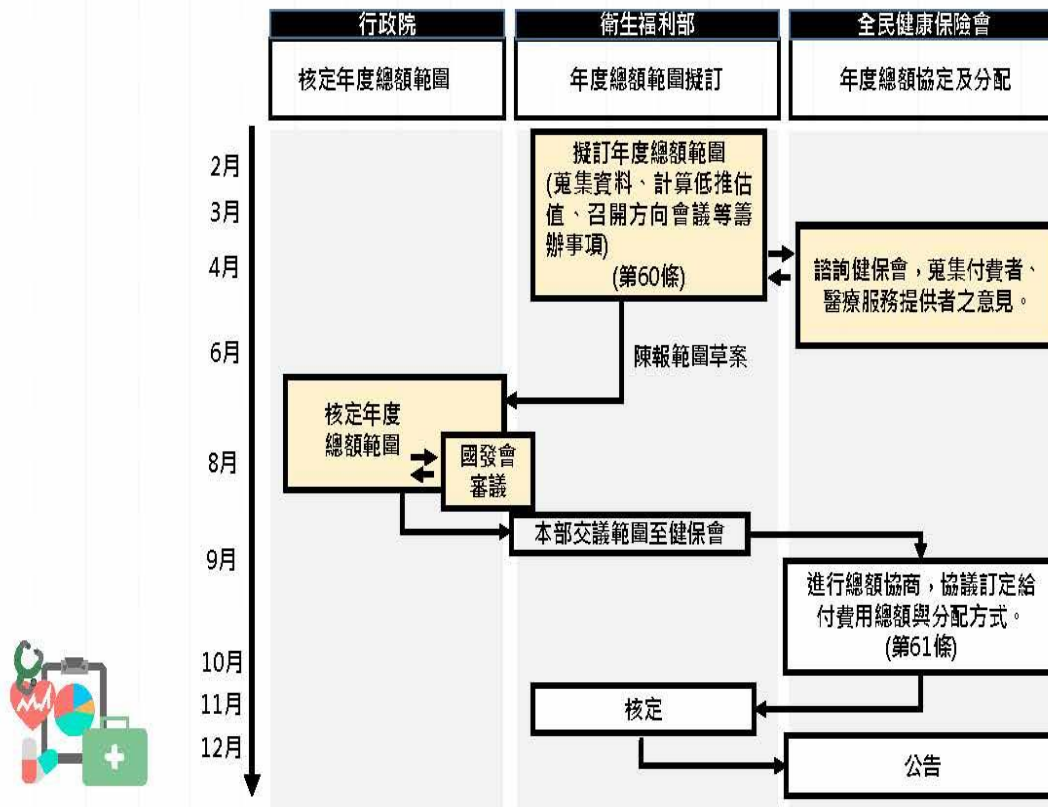 行政院
衛生福利部
全民健康保險會
核定年度總額範圍
年度總額範圍擬訂
年度總額協定及分配
2月
3月
4月
6月
8月
9月
10月
11月
12月
擬訂年度總額範圍
(蒐集資料、計算低推估
值、召開方向會議等籌
辦事項)
(第60條)
諮詢健保會，蒐集付費者、
醫療服務提供者之意見。
陳報範圍草案
核定年度
總額範圍
國發會
審議
本部交議範圍至健保會
進行總額協商，協議訂定給
付費用總額與分配方式。
(第61條)
核定
公告